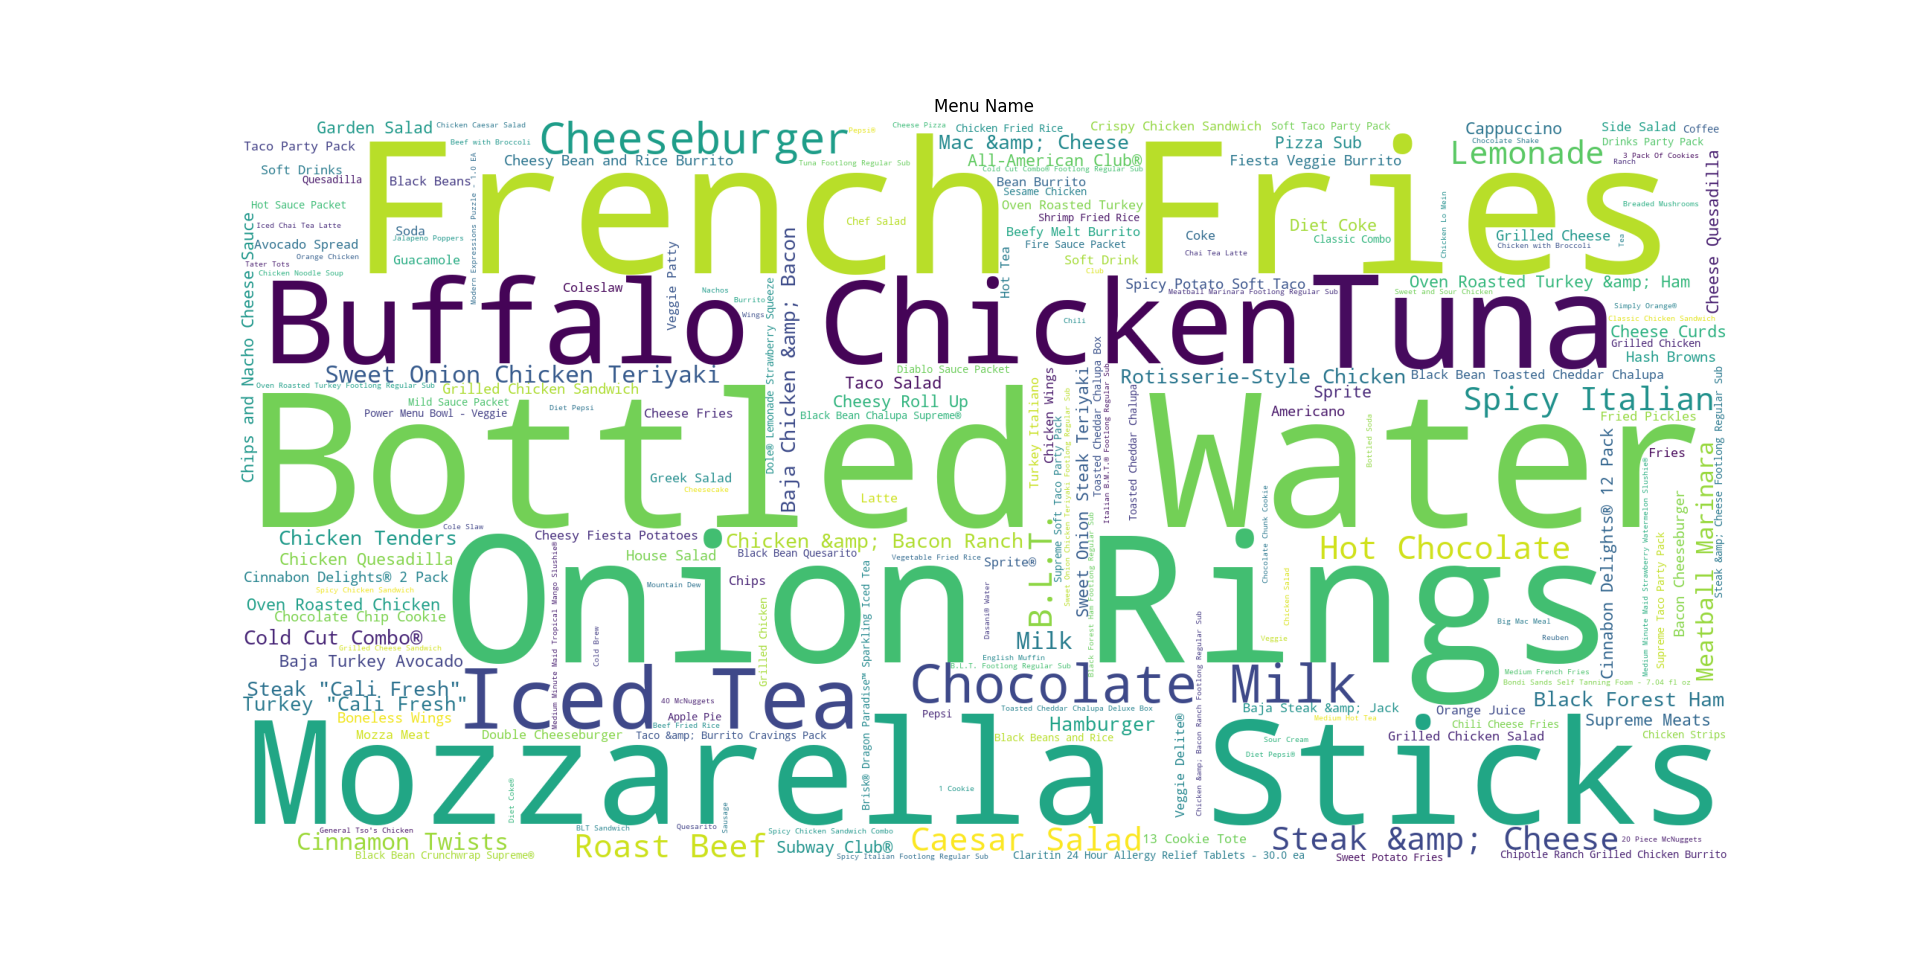 Menu Name
Garden Salad
Chicken Caesar Salad
Cheeseburger
Pepsi®
Cheese Pizza
Chicken Fried Rice
Crispy Chicken Sandwich
Soft Taco Party Pack
Cappuccino
Side Salad
Coffee
Taco Party Pack
Beef with Broccoli
Mac &amp; Cheese
Pizza Sub
Lemonade
Chocolate Shake
Drinks Party Pack
3 Pack Of Cookies
Ranch
Soft Drinks
Cheesy Bean and Rice Burrito
Tuna Footlong Regular Sub
All-American Club®
Cold Cut Combo® Footlong Regular Sub
Fiesta Veggie Burrito
Quesadilla
Black Beans
French Fries
Bean Burrito
Sesame Chicken
Cheese Quesadilla
Modern Expressions Puzzle - 1.0 EA
Hot Sauce Packet
Oven Roasted Turkey
Breaded Mushrooms
Iced Chai Tea Latte
Chef Salad
Shrimp Fried Rice
Diet Coke
Chicken Lo Mein
Soda
Jalapeno Poppers
Beefy Melt Burrito
Coke
Classic Combo
Grilled Cheese
Tea
Avocado Spread
Fire Sauce Packet
Chicken with Broccoli
Orange Chicken
Guacamole
Veggie Patty
Hot Tea
Soft Drink
Chai Tea Latte
Tater Tots
Chicken Noodle Soup
Club
Chips and Nacho Cheese Sauce
Buffalo Chicken
Tuna
Coleslaw
Nachos
Burrito
Wings
Baja Chicken &amp; Bacon
Spicy Potato Soft Taco
Meatball Marinara Footlong Regular Sub
Oven Roasted Turkey &amp; Ham
Sweet and Sour Chicken
Simply Orange®
Chili
Classic Chicken Sandwich
Cheese Curds
Grilled Chicken
Hash Browns
Dole® Lemonade Strawberry Squeeze
Sweet Onion Chicken Teriyaki
Oven Roasted Turkey Footlong Regular Sub
Grilled Chicken Sandwich
Diablo Sauce Packet
Taco Salad
Rotisserie-Style Chicken
Black Bean Toasted Cheddar Chalupa
Sprite
Mild Sauce Packet
Power Menu Bowl - Veggie
Diet Pepsi
Cheese Fries
Cheesy Roll Up
Black Bean Chalupa Supreme®
Turkey Italiano
Chicken Wings
Supreme Soft Taco Party Pack
Sweet Onion Chicken Teriyaki Footlong Regular Sub
Sweet Onion Steak Teriyaki
Toasted Cheddar Chalupa Box
Italian B.M.T.® Footlong Regular Sub
Toasted Cheddar Chalupa
Americano
Spicy Italian
Fried Pickles
Bottled Water
Bottled Soda
Fries
Greek Salad
Cheesecake
Latte
Steak &amp; Cheese Footlong Regular Sub
Cinnabon Delights® 12 Pack
Meatball Marinara
Chicken Tenders
Cole Slaw
Cheesy Fiesta Potatoes
Chicken &amp; Bacon Ranch
B.L.T.
Black Forest Ham Footlong Regular Sub
Chocolate Chunk Cookie
Hot Chocolate
Medium Minute Maid Strawberry Watermelon Slushie®
Supreme Taco Party Pack
Bacon Cheeseburger
Chicken Quesadilla
House Salad
Black Bean Quesarito
Vegetable Fried Rice
Sprite®
Cinnabon Delights® 2 Pack
Mountain Dew
Chips
Spicy Chicken Sandwich
Onion Rings
Oven Roasted Chicken
Chocolate Chip Cookie
Medium Minute Maid Tropical Mango Slushie®
Cold Brew
Grilled Chicken
Brisk® Dragon Paradise™ Sparkling Iced Tea
Dasani® Water
Chicken Salad
Big Mac Meal
Cold Cut Combo®
Grilled Cheese Sandwich
Milk
Veggie
Reuben
Baja Turkey Avocado
English Muffin
B.L.T. Footlong Regular Sub
Medium French Fries
Steak "Cali Fresh"
Turkey "Cali Fresh"
Iced Tea
Chocolate Milk
Bondi Sands Self Tanning Foam - 7.04 fl oz
Black Forest Ham
40 McNuggets
Boneless Wings
Apple Pie
Pepsi
Toasted Cheddar Chalupa Deluxe Box
Baja Steak &amp; Jack
Orange Juice
Mozza Meat
Double Cheeseburger
Beef Fried Rice
Taco &amp; Burrito Cravings Pack
Hamburger
Medium Hot Tea
Chili Cheese Fries
Supreme Meats
Black Beans and Rice
Veggie Delite®
Chicken &amp; Bacon Ranch Footlong Regular Sub
Sour Cream
Grilled Chicken Salad
Chicken Strips
Diet Pepsi®
Mozzarella Sticks
Diet Coke®
1 Cookie
Sausage
General Tso's Chicken
BLT Sandwich
Quesarito
Spicy Chicken Sandwich Combo
Cinnamon Twists
Roast Beef
Subway Club®
Caesar Salad
13 Cookie Tote
Steak &amp; Cheese
20 Piece McNuggets
Black Bean Crunchwrap Supreme®
Spicy Italian Footlong Regular Sub
Claritin 24 Hour Allergy Relief Tablets - 30.0 ea
Sweet Potato Fries
Chipotle Ranch Grilled Chicken Burrito